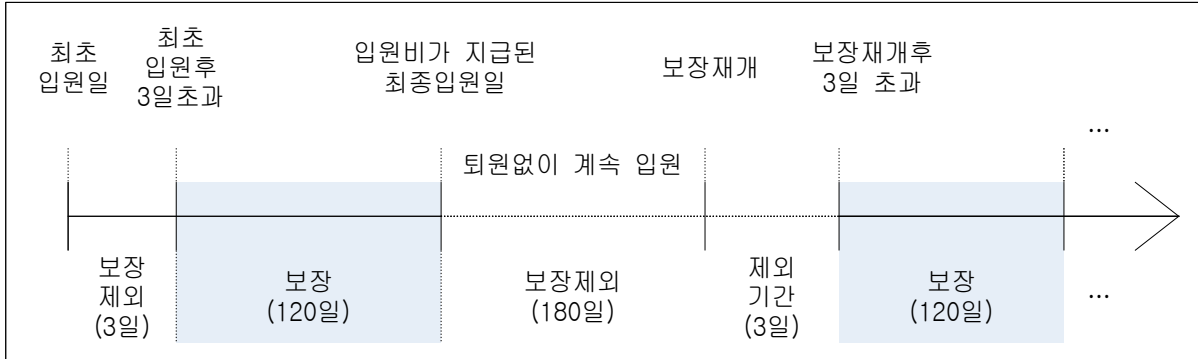 최초
입원일
최초
입원후
3일초과
입원비가 지급된
최종입원일
보장재개
보장재개후
3일 초과
...
퇴원없이 계속 입원
보장
제외
(3일)
보장
(120일)
보장제외
(180일)
제외
기간
(3일)
보장
(120일)
...